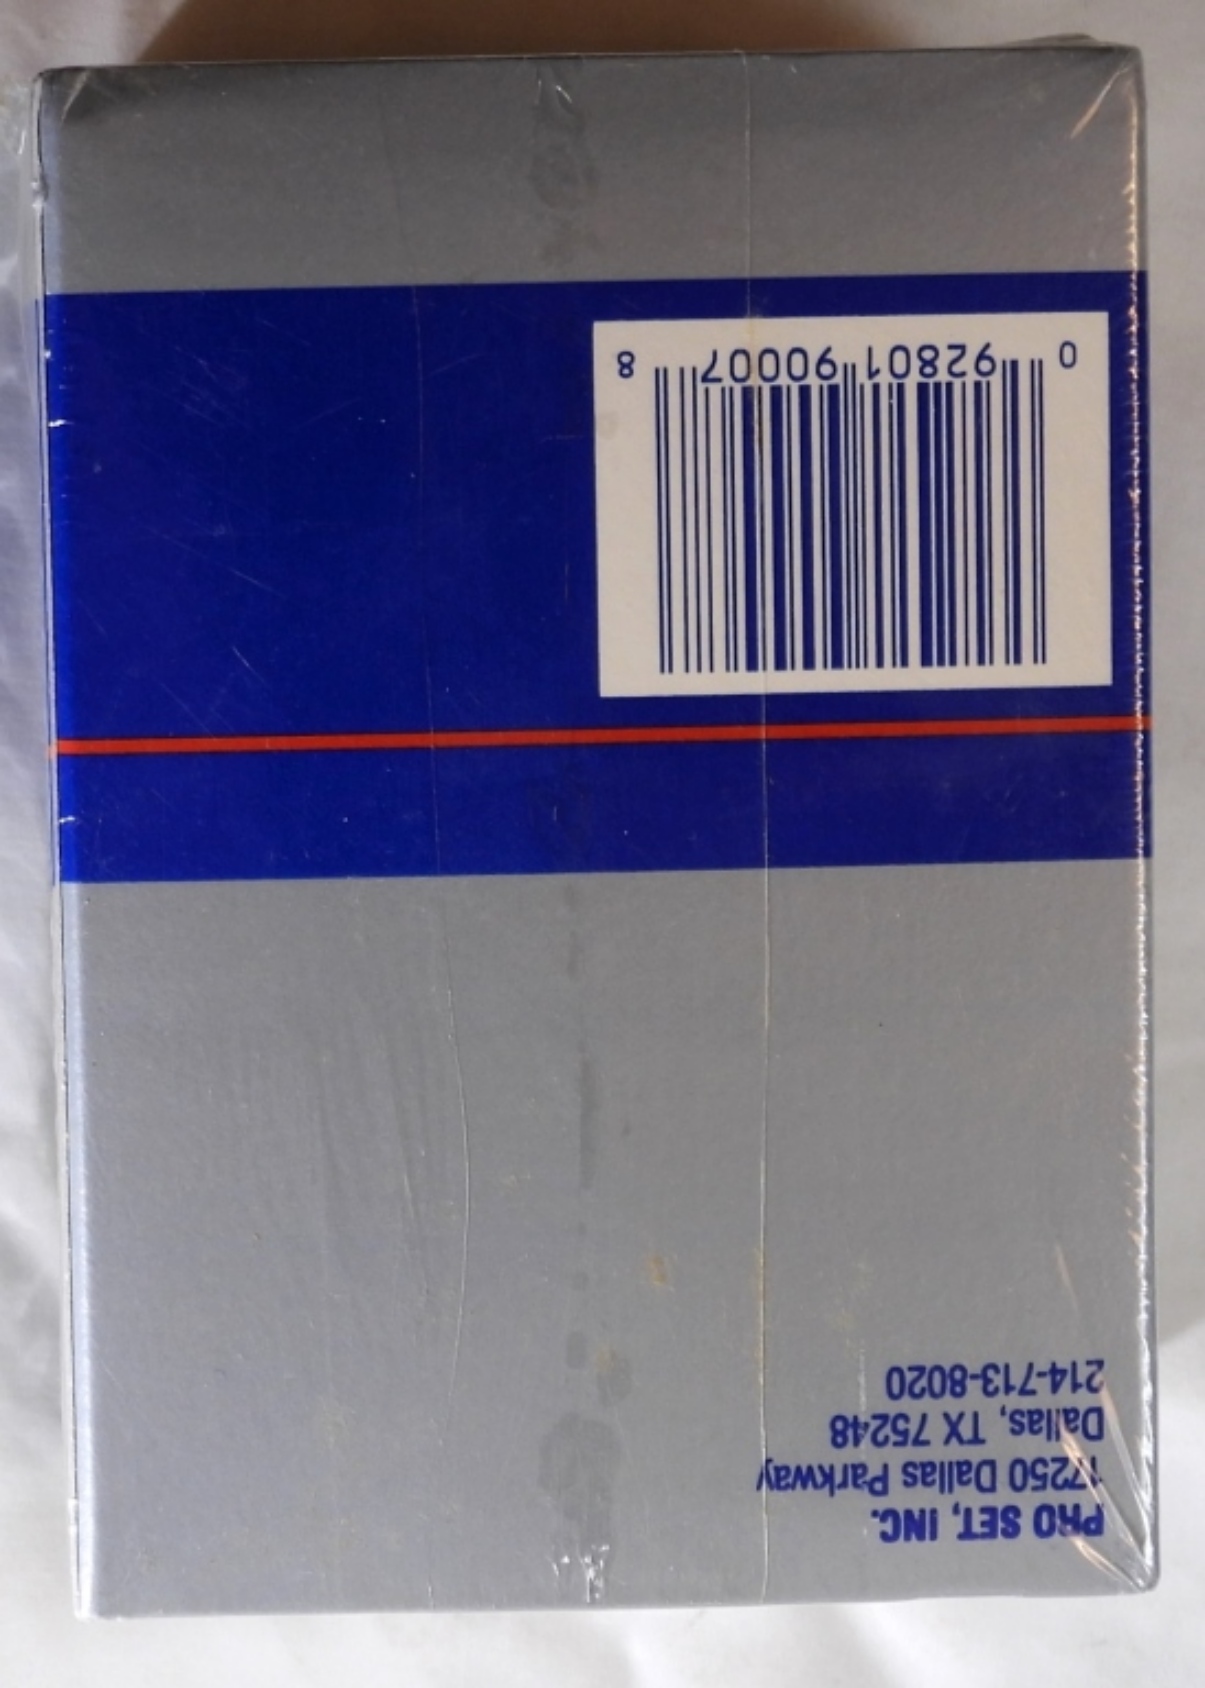 PRO SET, INC.
17250 Dallas Parkway
Dallas, TX 75248
214-713-8020
0 92801 90007 8